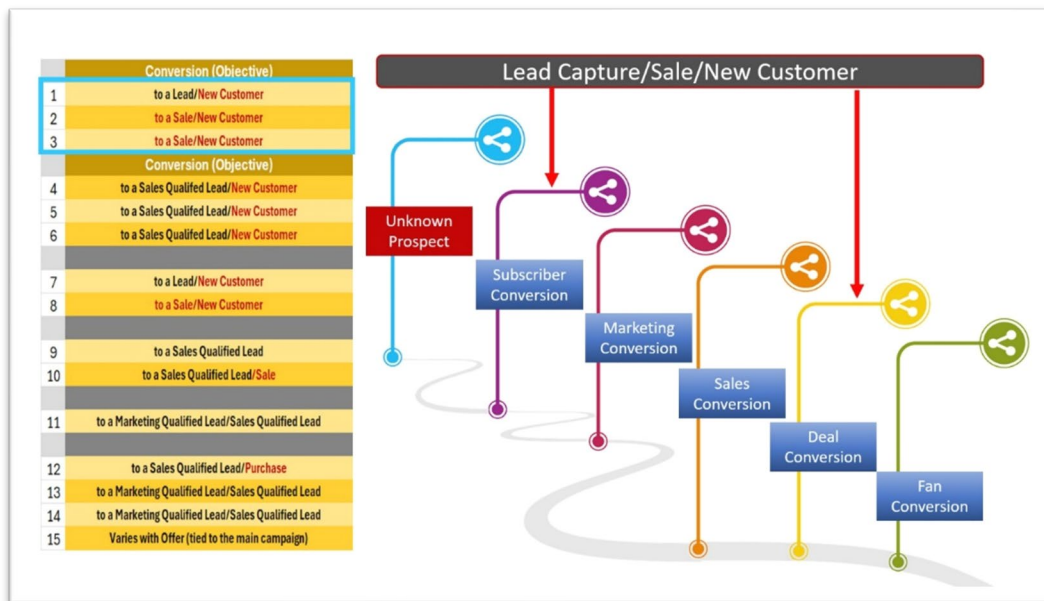 Conversion (Objective)
1 to a Lead/New Customer
2 to a Sale/New Customer
3 to a Sale/New Customer
Conversion (Objective)
4 to a Sales Qualifed Lead/New Customer
5 to a Sales Qualifed Lead/New Customer
6 to a Sales Qualifed Lead/New Customer
7 to a Lead/New Customer
8 to a Sale/New Customer
9 to a Sales Qualified Lead
10 to a Sales Qualified Lead/Sale
11 to a Marketing Qualified Lead/Sales Qualified Lead
12 to a Sales Qualified Lead/Purchase
13 to a Marketing Qualified Lead/Sales Qualified Lead
14 to a Marketing Qualified Lead/Sales Qualified Lead
15 Varies with Offer (tied to the main campaign)
Lead Capture/Sale/New Customer
Unknown
Prospect
Subscriber
Conversion
Marketing
Conversion
Sales
Conversion
Deal
Conversion
Fan
Conversion